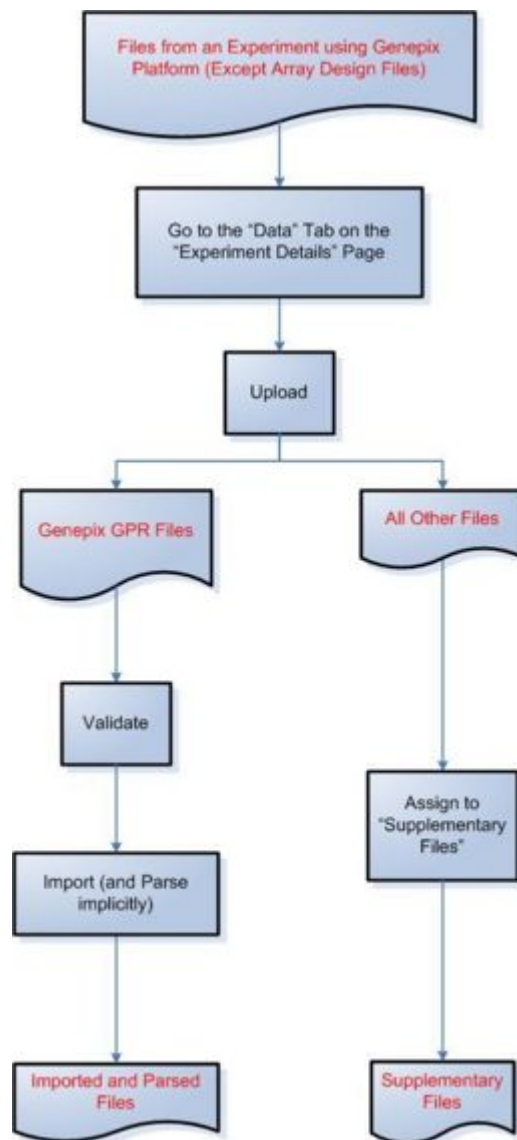 Files from an Experiment using Genepix
Platform (Except Array Design Files)
Go to the “Data” Tab on the
“Experiment Details” Page
Upload
Genepix GPR Files
All Other Files
Validate
Assign to
“Supplementary
Files”
Import (and Parse
implicitly)
Imported and Parsed
Files
Supplementary
Files